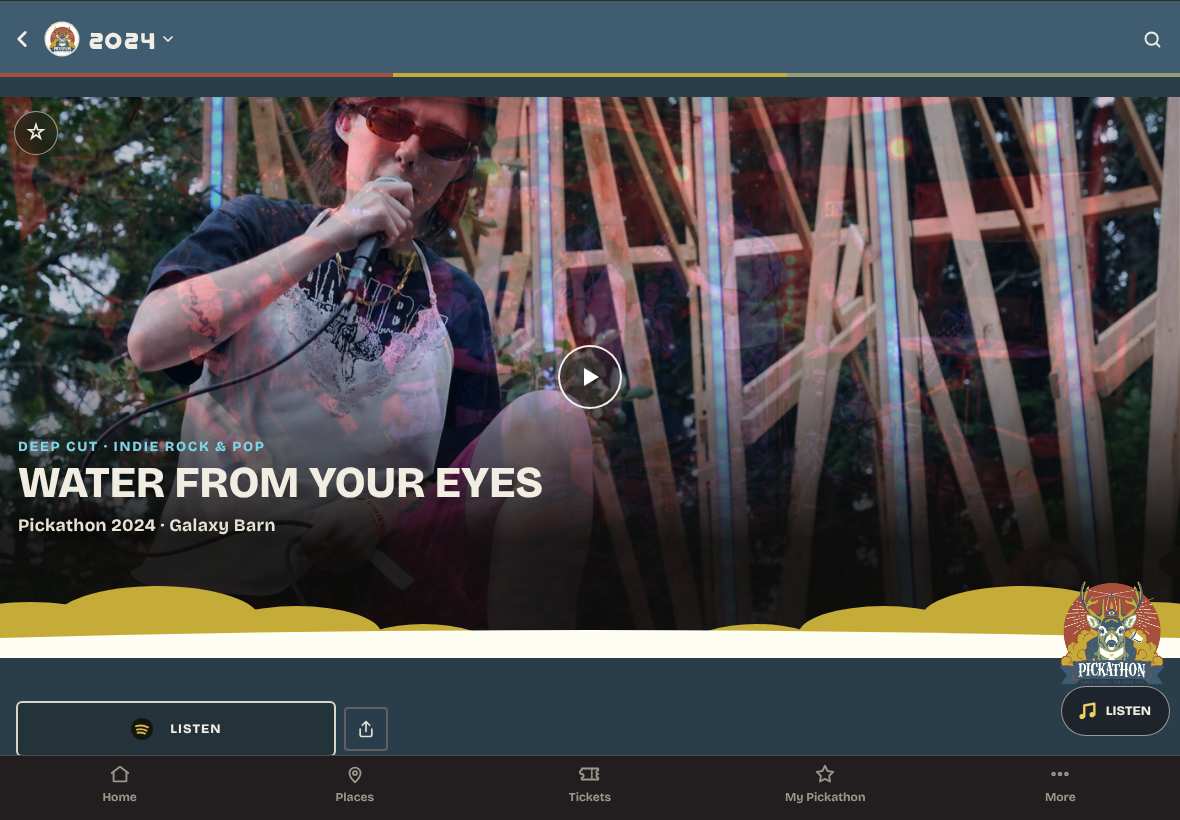 2024
DEEP CUT · INDIE ROCK & POP
WATER FROM YOUR EYES
Pickathon 2024 · Galaxy Barn
PICKATHON
LISTEN
LISTEN
Home
Places
Tickets
My Pickathon
More